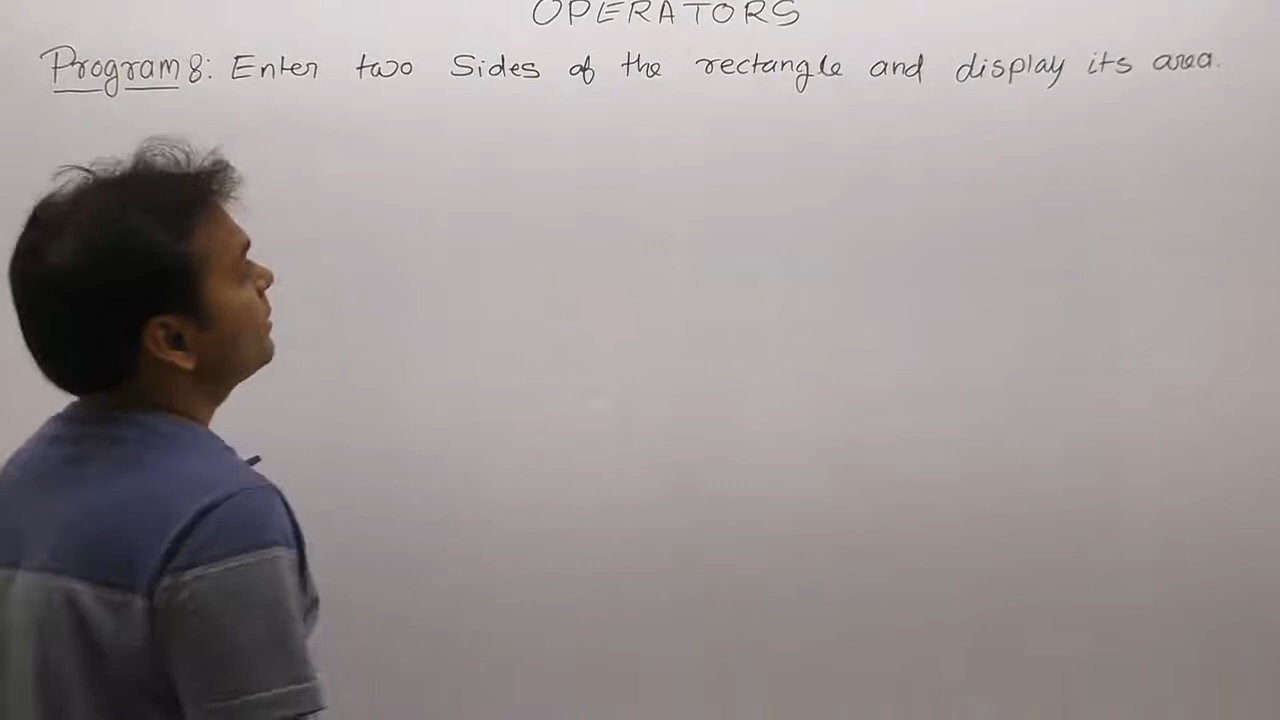 OPERATORS
Program 8: Enter two Sides of the rectangle and display its area.